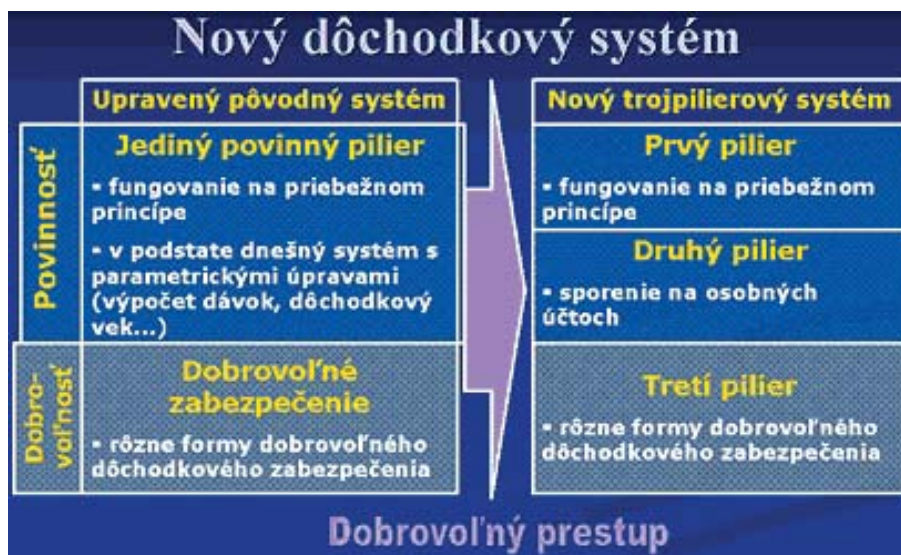 Nový dôchodkový systém
Upravený pôvodný systém
Povinnosť
Jediný povinný pilier
▪ fungovanie na priebežnom
princípe
▪ v podstate dnešný systém s
parametrickými úpravami
(výpočet dávok, dôchodkový
vek...)
Dobro-
voľnosť
Dobrovoľné
zabezpečenie
▪ rôzne formy dobrovoľného
dôchodkového zabezpečenia
Nový trojpilierový systém
Prvý pilier
▪ fungovanie na priebežnom
princípe
Druhý pilier
▪ sporenie na osobných
účtoch
Tretí pilier
▪ rôzne formy dobrovoľného
dôchodkového zabezpečenia
Dobrovoľný prestup